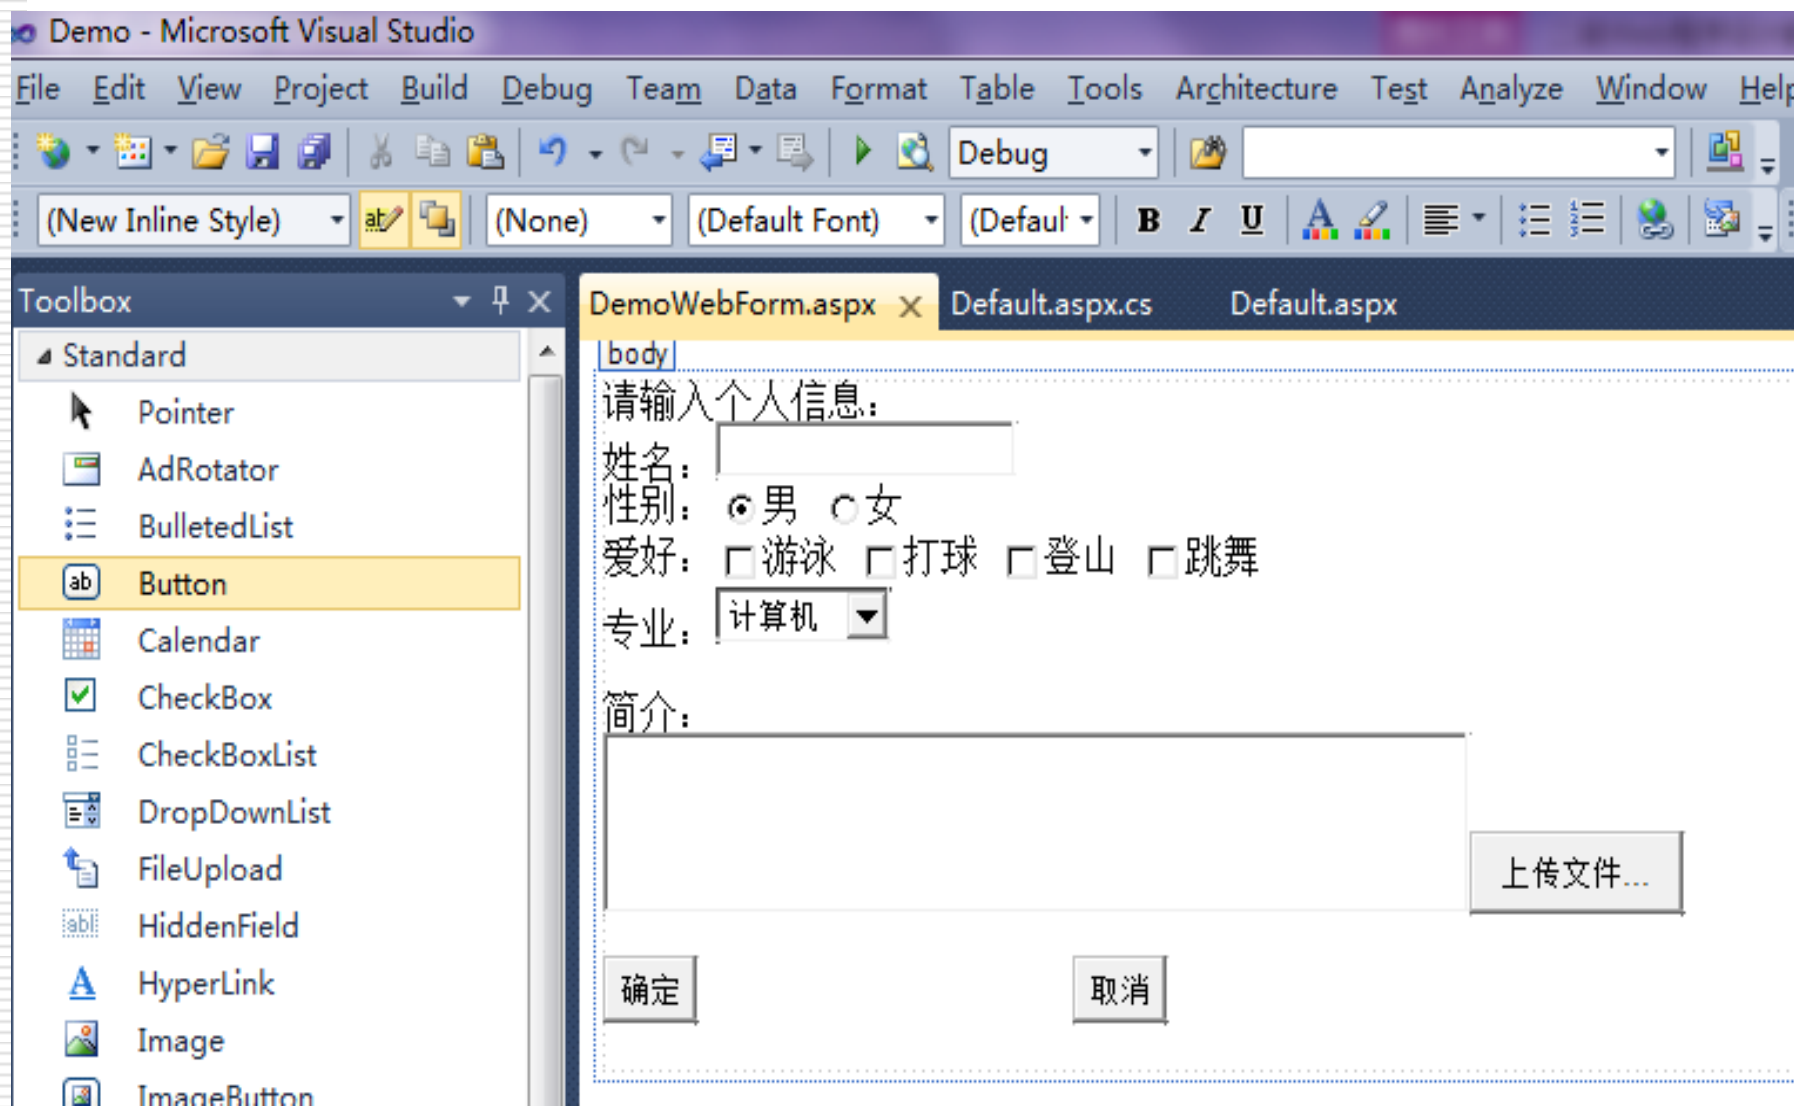 Demo - Microsoft Visual Studio
File Edit View Project Build Debug Team Data Format Table Tools Architecture Test Analyze Window Help
Debug
(New Inline Style) (None) (Default Font) (Defaul B I U A
Toolbox DemoWebForm.aspx Default.aspx.cs Default.aspx
Standard
body
Pointer
请输入个人信息：
AdRotator
姓名：
性别： 男 女
BulletedList
爱好： 游泳 打球 登山 跳舞
Button
专业： 计算机
Calendar
CheckBox
简介：
CheckBoxList
DropDownList
FileUpload
上传文件...
HiddenField
HyperLink
确定 取消
Image
ImageButton